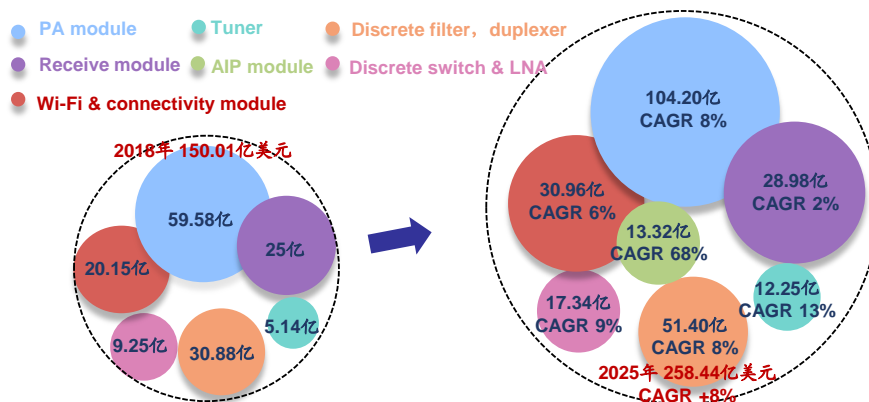 PA module
Tuner
Discrete filter，duplexer
Receive module
AIP module
Discrete switch & LNA
Wi-Fi & connectivity module
2018年 150.01亿美元
59.58亿
25亿
20.15亿
5.14亿
9.25亿
30.88亿
104.20亿
CAGR 8%
30.96亿
CAGR 6%
28.98亿
CAGR 2%
13.32亿
CAGR 68%
17.34亿
CAGR 9%
12.25亿
CAGR 13%
51.40亿
CAGR 8%
2025年 258.44亿美元
CAGR +8%